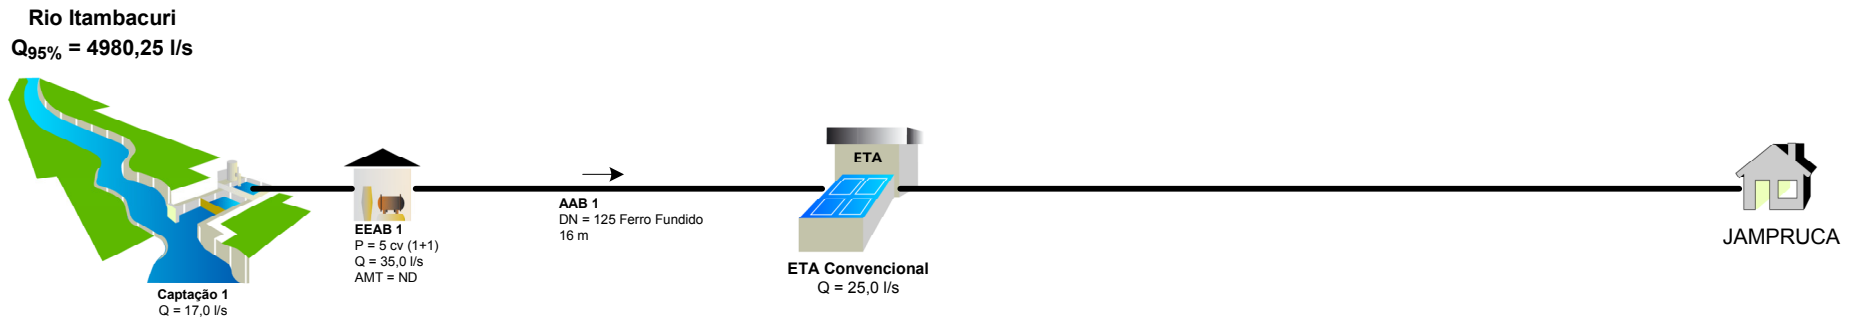 Rio Itambacuri
Q95% = 4980,25 l/s
Captação 1
Q = 17,0 l/s
EEAB 1
P = 5 cv (1+1)
Q = 35,0 l/s
AMT = ND
AAB 1
DN = 125 Ferro Fundido
16 m
ETA
ETA Convencional
Q = 25,0 l/s
JAMPRUCA